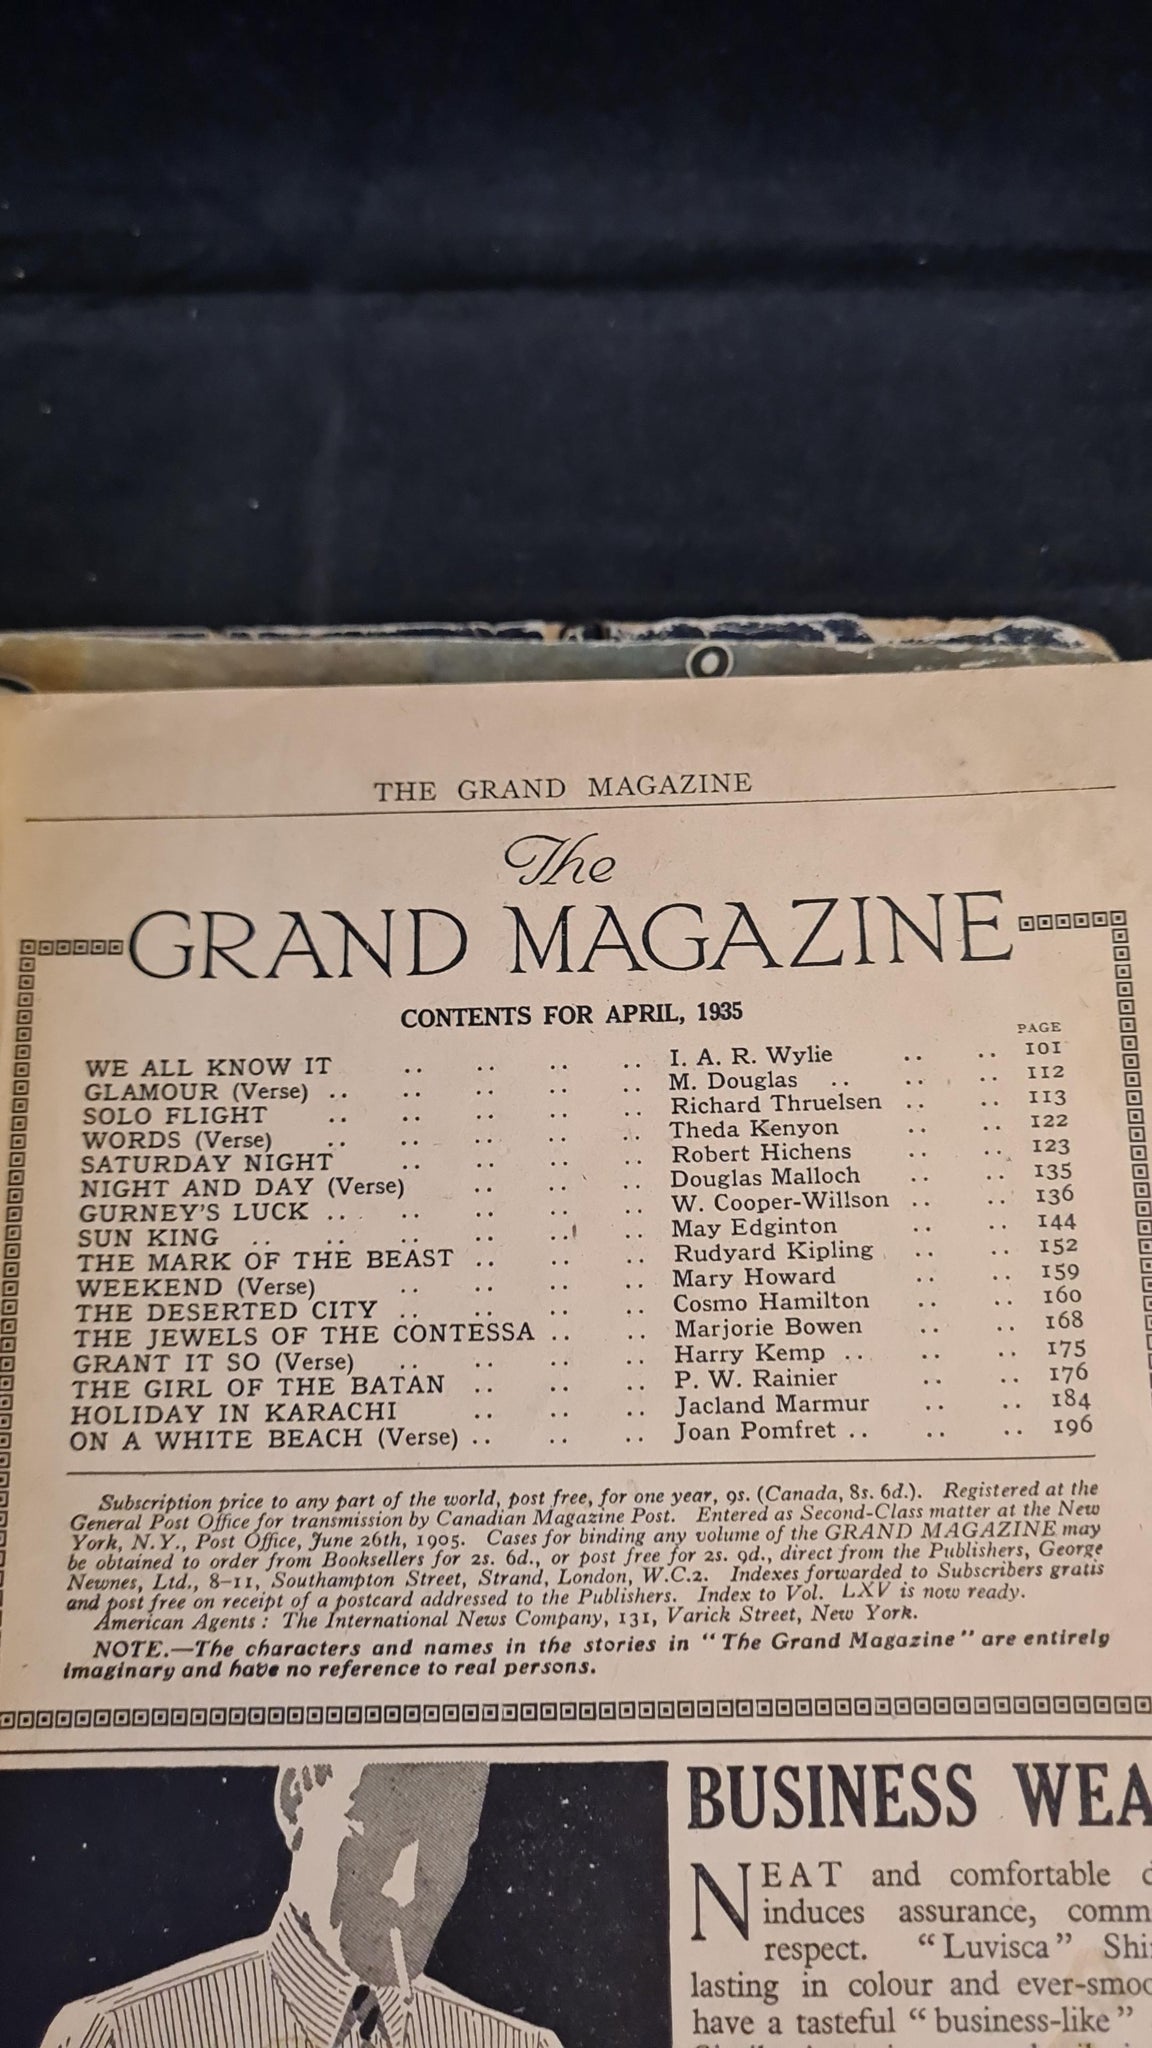 THE GRAND MAGAZINE
The
GRAND MAGAZINE
CONTENTS FOR APRIL, 1935
PAGE
WE ALL KNOW IT .. .. .. .. I. A. R. Wylie .. .. 101
GLAMOUR (Verse) .. .. .. .. .. M. Douglas .. .. .. 112
SOLO FLIGHT .. .. .. .. .. Richard Thruelsen .. .. 113
WORDS (Verse) .. .. .. .. .. Theda Kenyon .. .. 122
SATURDAY NIGHT .. .. .. .. Robert Hichens .. .. 123
NIGHT AND DAY (Verse) .. .. .. Douglas Malloch .. .. 135
GURNEY'S LUCK .. .. .. .. .. W. Cooper-Willson .. .. 136
SUN KING .. .. .. .. .. .. May Edginton .. .. 144
THE MARK OF THE BEAST .. .. .. Rudyard Kipling .. .. 152
WEEKEND (Verse) .. .. .. .. Mary Howard .. .. 159
THE DESERTED CITY .. .. .. .. Cosmo Hamilton .. .. 160
THE JEWELS OF THE CONTESSA .. .. Marjorie Bowen .. .. 168
GRANT IT SO (Verse) .. .. .. .. Harry Kemp .. .. .. 175
THE GIRL OF THE BATAN .. .. .. P. W. Rainier .. .. 176
HOLIDAY IN KARACHI .. .. .. Jacland Marmur .. .. 184
ON A WHITE BEACH (Verse) .. .. .. Joan Pomfret .. .. .. 196
Subscription price to any part of the world, post free, for one year, 9s. (Canada, 8s. 6d.). Registered at the
General Post Office for transmission by Canadian Magazine Post. Entered as Second-Class matter at the New
York, N.Y., Post Office, June 26th, 1905. Cases for binding any volume of the GRAND MAGAZINE may
be obtained to order from Booksellers for 2s. 6d., or post free for 2s. 9d., direct from the Publishers, George
Newnes, Ltd., 8–11, Southampton Street, Strand, London, W.C.2. Indexes forwarded to Subscribers gratis
and post free on receipt of a postcard addressed to the Publishers. Index to Vol. LXV is now ready.
American Agents: The International News Company, 131, Varick Street, New York.
NOTE.—The characters and names in the stories in "The Grand Magazine" are entirely
imaginary and have no reference to real persons.
BUSINESS WEA
NEAT and comfortable
induces assurance, comm
respect. "Luvisca" Shi
lasting in colour and ever-smoo
have a tasteful "business-like"